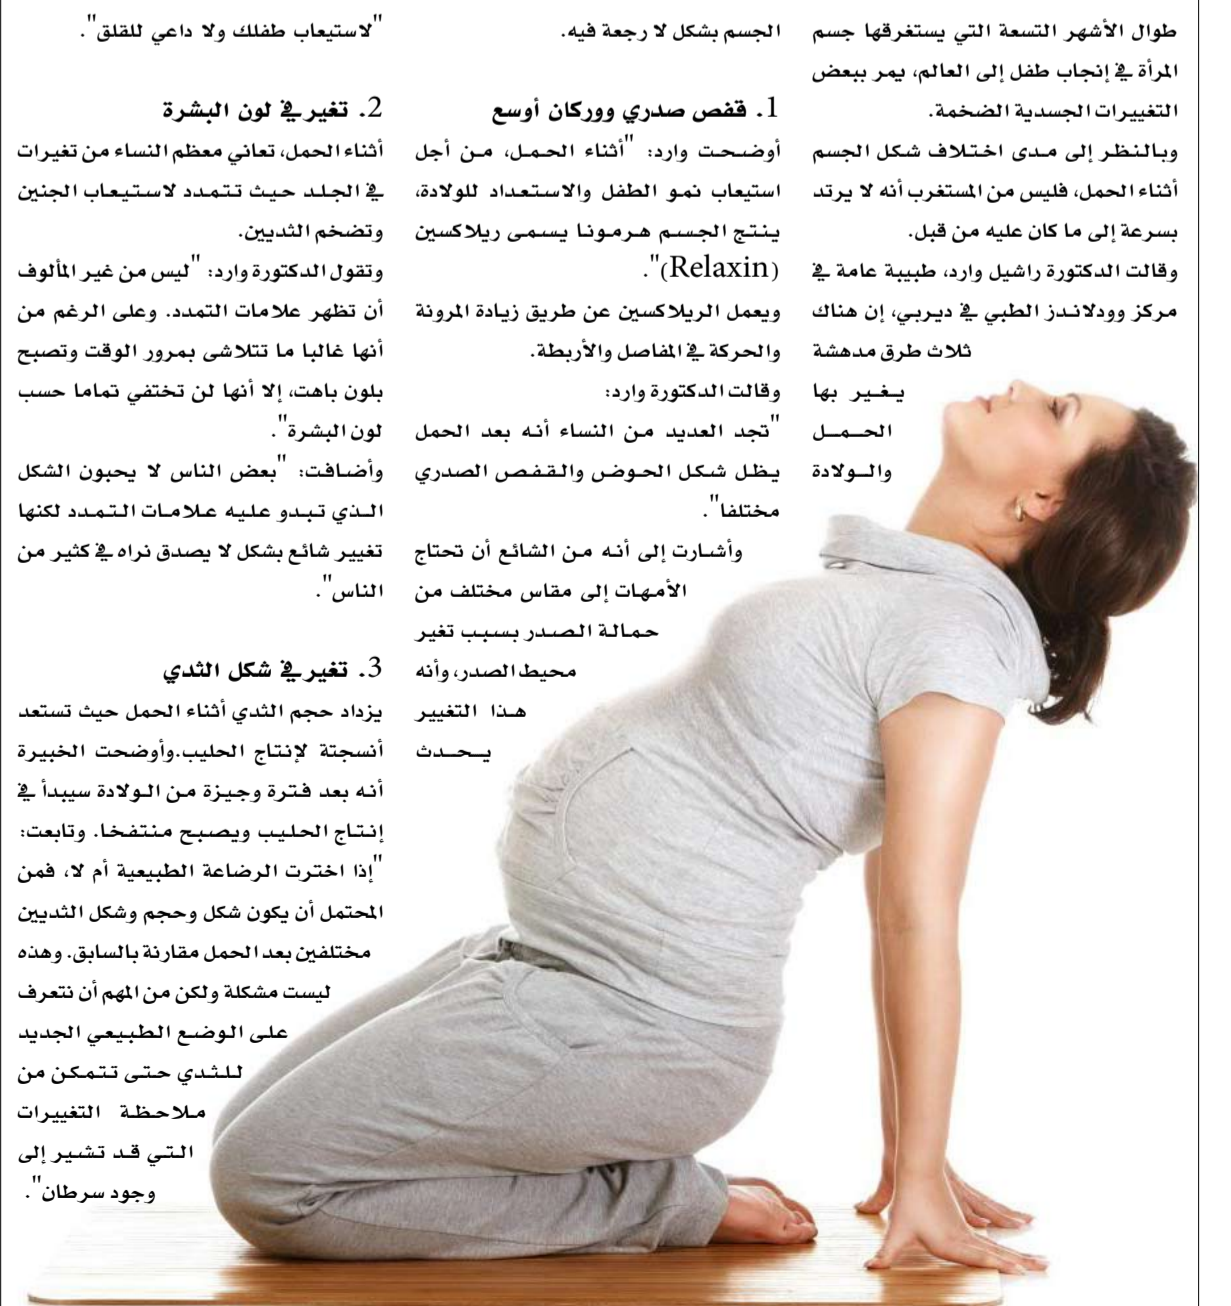 طوال الأشهر التسعة التي يستغرقها جسم
المرأة في إنجاب طفل إلى العالم، يمر ببعض
التغييرات الجسدية الضخمة.
وبالنظر إلى مدى اختلاف شكل الجسم
أثناء الحمل، فليس من المستغرب أنه لا يرتد
بسرعة إلى ما كان عليه من قبل.
وقالت الدكتورة راشيل وارد، طبيبة عامة في
مركز وودلاندز الطبي في ديربي، إن هناك
ثلاث طرق مدهشة
يغير بها
الحمل
والولادة
الجسم بشكل لا رجعة فيه.
1. قفص صدري ووركان أوسع
أوضحت وارد: "أثناء الحمل، من أجل
استيعاب نمو الطفل والاستعداد للولادة،
ينتج الجسم هرمونا يسمى ريلاكسين
(Relaxin)".
ويعمل الريلاكسين عن طريق زيادة المرونة
والحركة في المفاصل والأربطة.
وقالت الدكتورة وارد:
"تجد العديد من النساء أنه بعد الحمل
يظل شكل الحوض والقفص الصدري
مختلفا".
وأشارت إلى أنه من الشائع أن تحتاج
الأمهات إلى مقاس مختلف من
حمالة الصدر بسبب تغير
محيط الصدر، وأنه
هذا التغيير
يحدث
"لاستيعاب طفلك ولا داعي للقلق".
2. تغير في لون البشرة
أثناء الحمل، تعاني معظم النساء من تغيرات
في الجلد حيث تتمدد لاستيعاب الجنين
وتضخم الثديين.
وتقول الدكتورة وارد: "ليس من غير المألوف
أن تظهر علامات التمدد. وعلى الرغم من
أنها غالبا ما تتلاشى بمرور الوقت وتصبح
بلون باهت، إلا أنها لن تختفي تماما حسب
لون البشرة".
وأضافت: "بعض الناس لا يحبون الشكل
الذي تبدو عليه علامات التمدد لكنها
تغيير شائع بشكل لا يصدق نراه في كثير من
الناس".
3. تغير في شكل الثدي
يزداد حجم الثدي أثناء الحمل حيث تستعد
أنسجتة لإنتاج الحليب.وأوضحت الخبيرة
أنه بعد فترة وجيزة من الولادة سيبدأ في
إنتاج الحليب ويصبح منتفخا. وتابعت:
"إذا اخترت الرضاعة الطبيعية أم لا، فمن
المحتمل أن يكون شكل وحجم وشكل الثديين
مختلفين بعد الحمل مقارنة بالسابق. وهذه
ليست مشكلة ولكن من المهم أن نتعرف
على الوضع الطبيعي الجديد
للثدي حتى تتمكن من
ملاحظة التغييرات
التي قد تشير إلى
وجود سرطان".